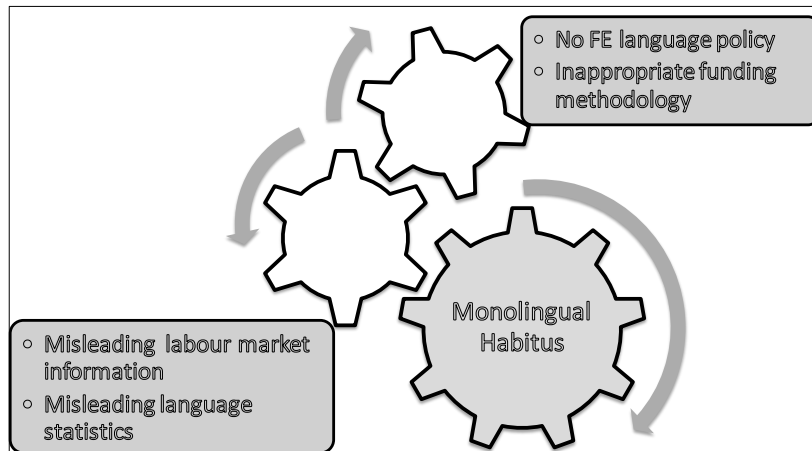 ○ No FE language policy
○ Inappropriate funding
methodology
Monolingual
Habitus
○ Misleading labour market
information
○ Misleading language
statistics